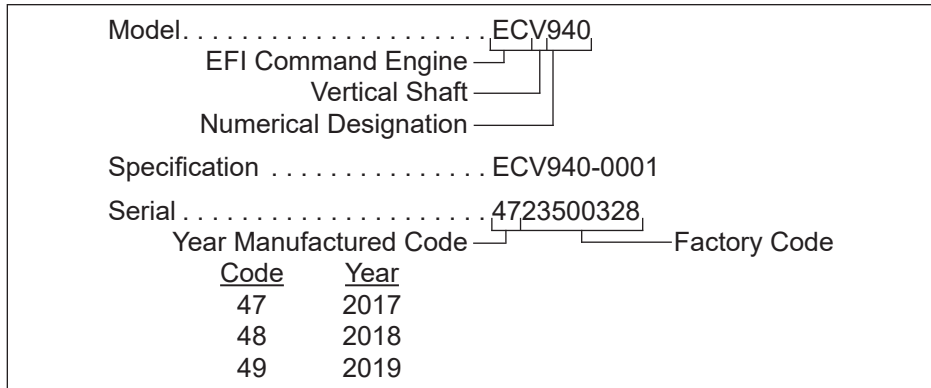 Model. . . . . . . . . . . . . . . . . . . . . . ECV940
EFI Command Engine
Vertical Shaft
Numerical Designation
Specification . . . . . . . . . . . . . . . ECV940-0001
Serial . . . . . . . . . . . . . . . . . . . . . . 4723500328
Year Manufactured Code Factory Code
Code Year
47 2017
48 2018
49 2019